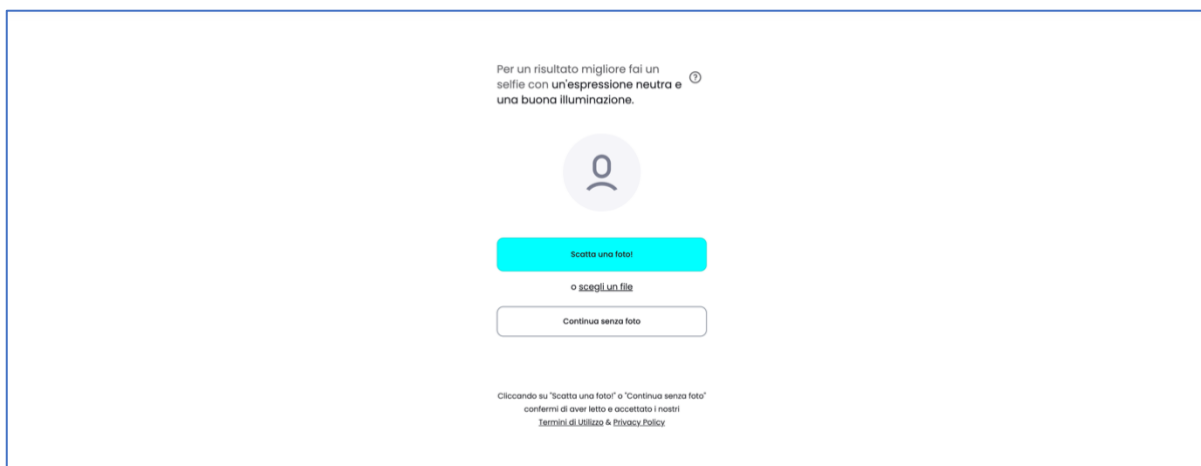 Per un risultato migliore fai un
selfie con un'espressione neutra e
una buona illuminazione.
?
Scatta una foto!
o scegli un file
Continua senza foto
Cliccando su "Scatta una foto!" o "Continua senza foto"
confermi di aver letto e accettato i nostri
Termini di Utilizzo & Privacy Policy